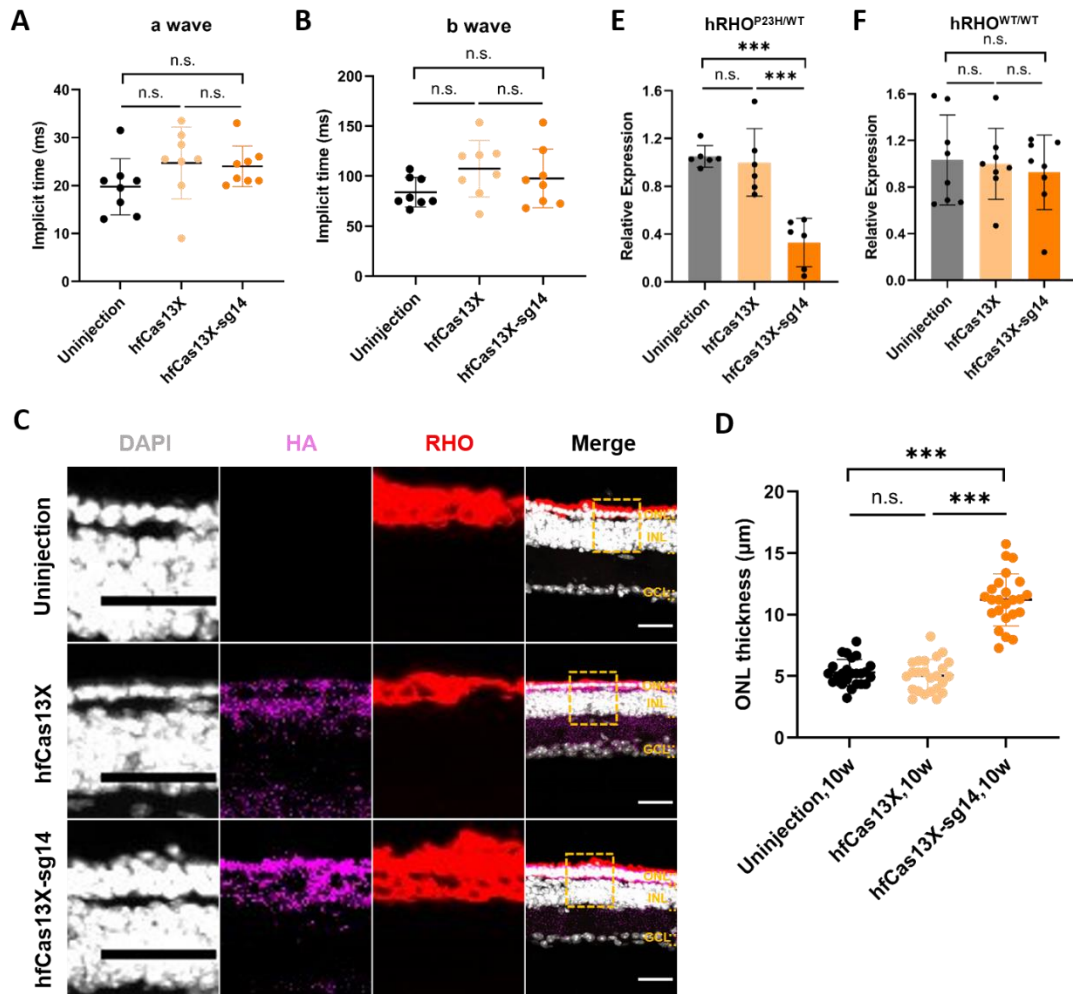 A
a wave
n.s.
n.s.
n.s.
Implicit time (ms)
40
30
20
10
0
Uninjection
hfCas13X
hfCas13X-sg14
B
b wave
n.s.
n.s.
n.s.
Implicit time (ms)
200
150
100
50
0
Uninjection
hfCas13X
hfCas13X-sg14
E
hRHOP23H/WT
***
n.s.
***
Relative Expression
1.6
1.2
0.8
0.4
0.0
Uninjection
hfCas13X
hfCas13X-sg14
F
hRHOWT/WT
n.s.
n.s.
n.s.
Relative Expression
1.6
1.2
0.8
0.4
0.0
Uninjection
hfCas13X
hfCas13X-sg14
C
DAPI
HA
RHO
Merge
Uninjection
ONL
INL
GCL
hfCas13X
ONL
INL
GCL
hfCas13X-sg14
ONL
INL
GCL
D
***
n.s.
***
ONL thickness (μm)
20
15
10
5
0
Uninjection,10w
hfCas13X,10w
hfCas13X-sg14,10w